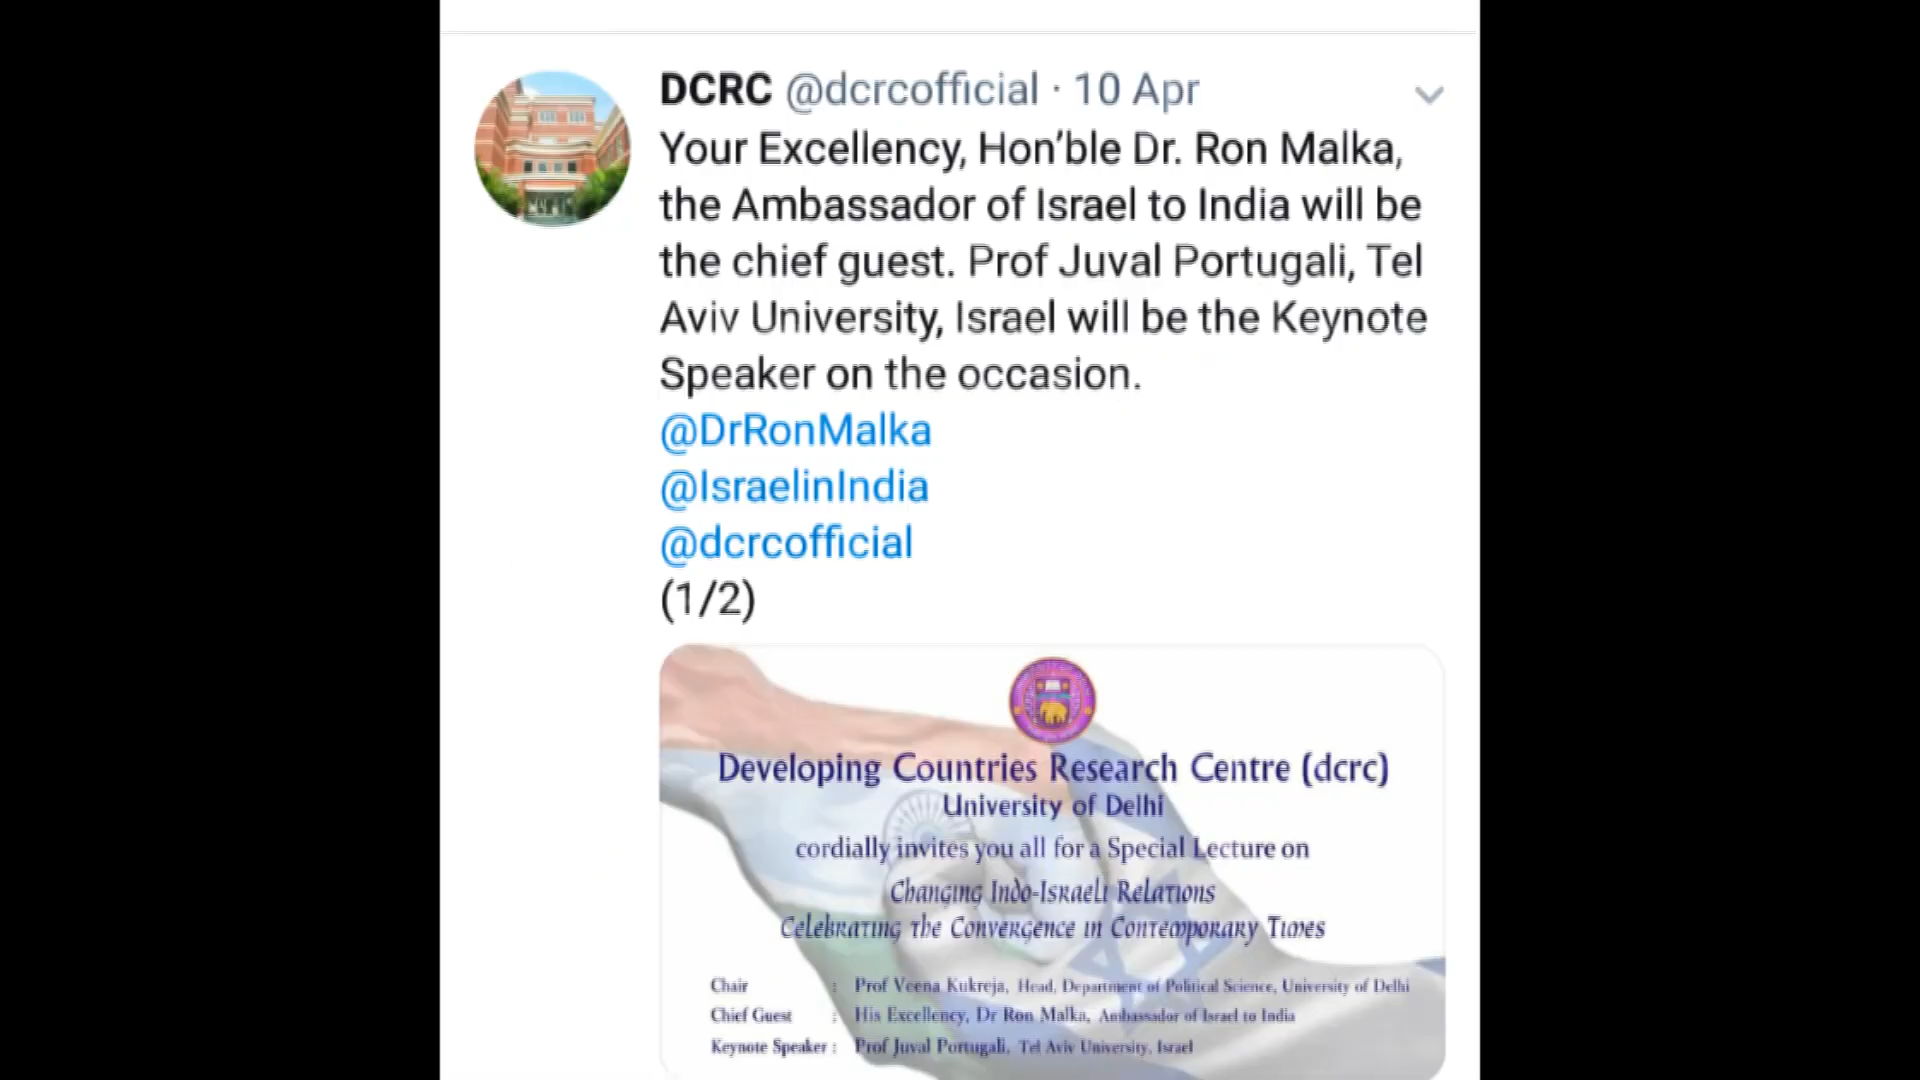 DCRC @dcrcofficial · 10 Apr
Your Excellency, Hon’ble Dr. Ron Malka,
the Ambassador of Israel to India will be
the chief guest. Prof Juval Portugali, Tel
Aviv University, Israel will be the Keynote
Speaker on the occasion.
@DrRonMalka
@IsraelinIndia
@dcrcofficial
(1/2)
Developing Countries Research Centre (dcrc)
University of Delhi
cordially invites you all for a Special Lecture on
Changing Indo-Israeli Relations
Celebrating the Convergence in Contemporary Times
Chair : Prof Veena Kukreja, Head, Department of Political Science, University of Delhi
Chief Guest : His Excellency, Dr Ron Malka, Ambassador of Israel to India
Keynote Speaker : Prof Juval Portugali, Tel Aviv University, Israel